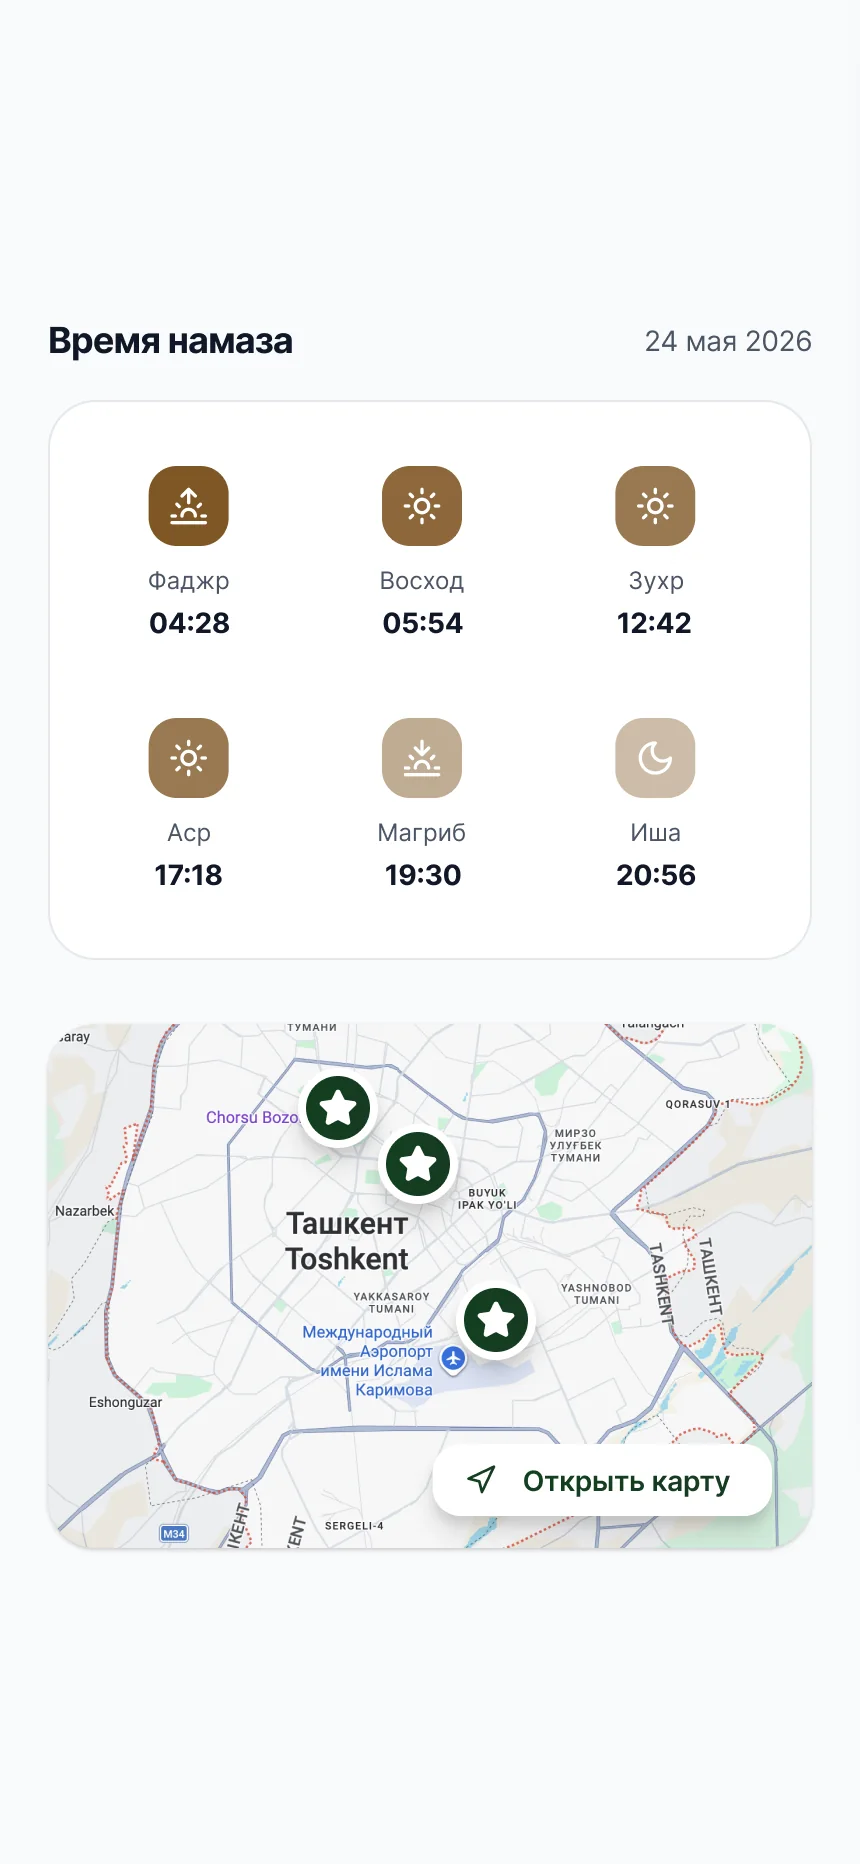 Время намаза
24 мая 2026
Фаджр
04:28
Восход
05:54
Зухр
12:42
Аср
17:18
Магриб
19:30
Иша
20:56
ТУМАНИ
QORASUV-1
МИРЗО
УЛУҒБЕК
ТУМАНИ
BUYUK
IPAK YO'LI
Nazarbek
Ташкент
Toshkent
TASHKENT
ТАШКЕНТ
YAKKASAROY
TUMANI
YASHNOBOD
TUMANI
Международный
Аэропорт
имени Ислама
Каримова
Eshonguzar
Открыть карту
SERGELI-4
M34